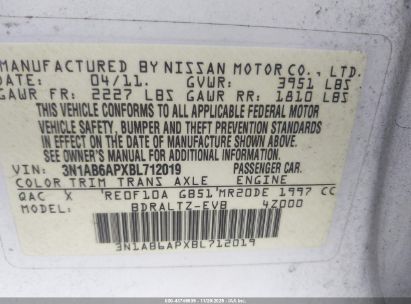 MANUFACTURED BY NISSAN MOTOR CO., LTD.
DATE: 04/11. GVWR: 3951 LBS
GAWR FR: 2227 LBS GAWR RR: 1810 LBS
THIS VEHICLE CONFORMS TO ALL APPLICABLE FEDERAL MOTOR
VEHICLE SAFETY, BUMPER AND THEFT PREVENTION STANDARDS
IN EFFECT ON THE DATE OF MANUFACTURE SHOWN ABOVE.
SEE OWNER'S MANUAL FOR ADDITIONAL INFORMATION.
VIN: 3N1AB6APXBL712019 PASSENGER CAR.
COLOR TRIM TRANS AXLE ENGINE
QAC X RE0F10A GB51 MR20DE 1997 CC
BDRALTZ-EVB 4Z000
3N1AB6APXBL712019